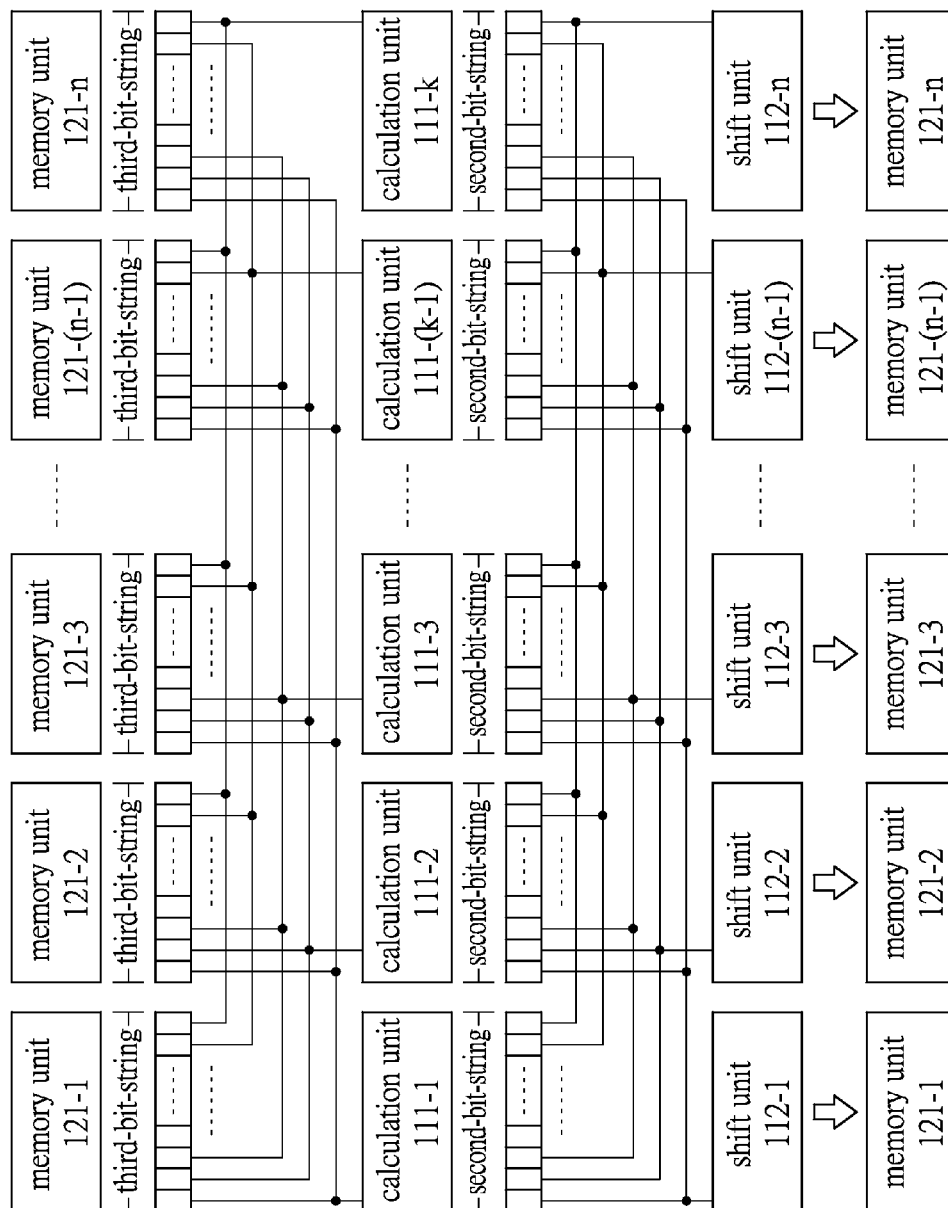 memory unit
121-1
memory unit
121-2
memory unit
121-3
memory unit
121-(n-1)
memory unit
121-n
third-bit-string
third-bit-string
third-bit-string
third-bit-string
third-bit-string
calculation unit
111-1
calculation unit
111-2
calculation unit
111-3
calculation unit
111-(k-1)
calculation unit
111-k
second-bit-string
second-bit-string
second-bit-string
second-bit-string
second-bit-string
shift unit
112-1
shift unit
112-2
shift unit
112-3
shift unit
112-(n-1)
shift unit
112-n
memory unit
121-1
memory unit
121-2
memory unit
121-3
memory unit
121-(n-1)
memory unit
121-n